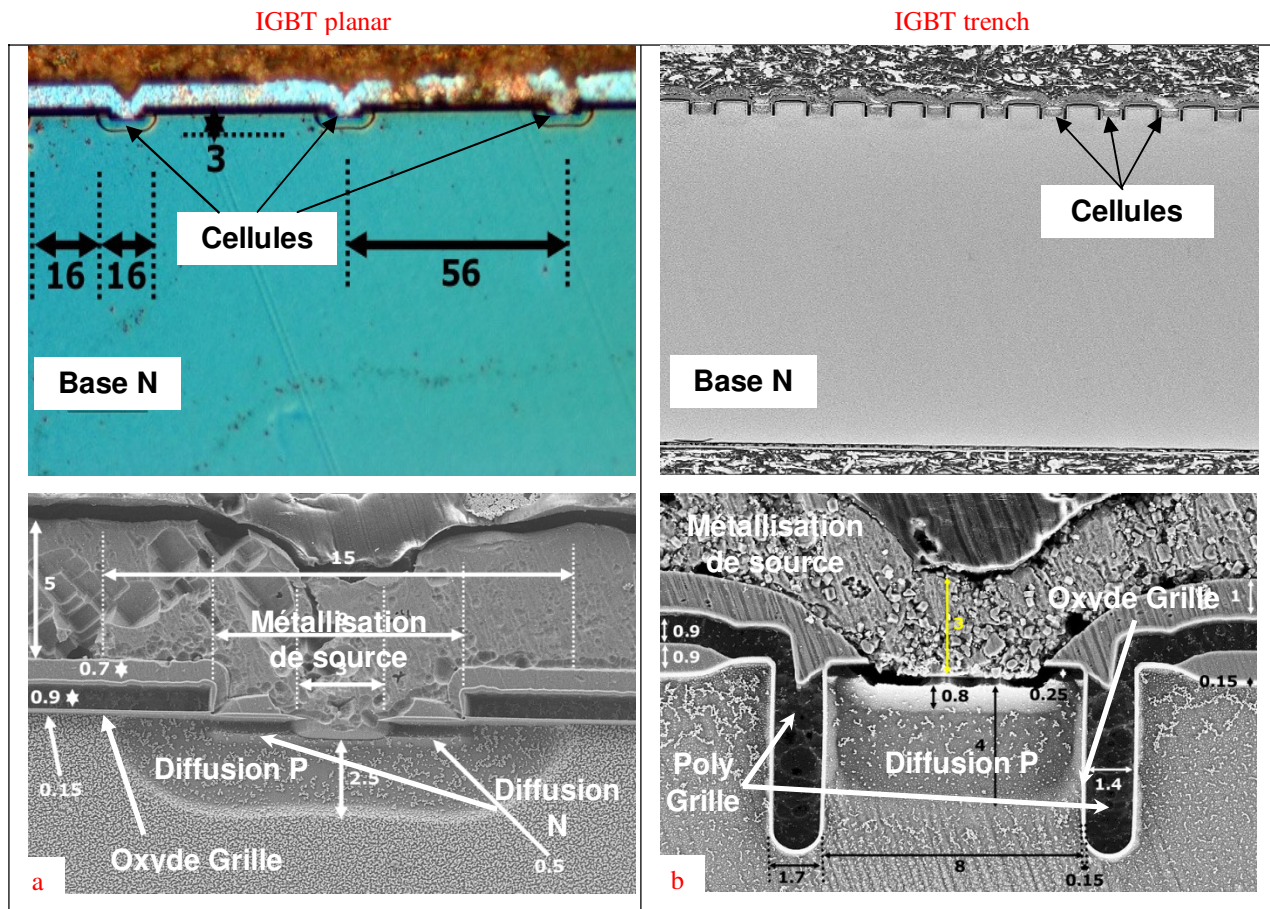 IGBT planar
IGBT trench
3
Cellules
16
16
56
Base N
Cellules
Base N
5
15
Métallisation
de source
3
0.7
0.9
Diffusion P
2.5
Diffusion
N
0.15
Oxyde Grille
0.5
a
Métallisation
de source
Oxyde Grille
1
0.9
0.9
3
0.8
0.25
0.15
4
Poly
Grille
Diffusion P
1.4
1.7
8
0.15
b